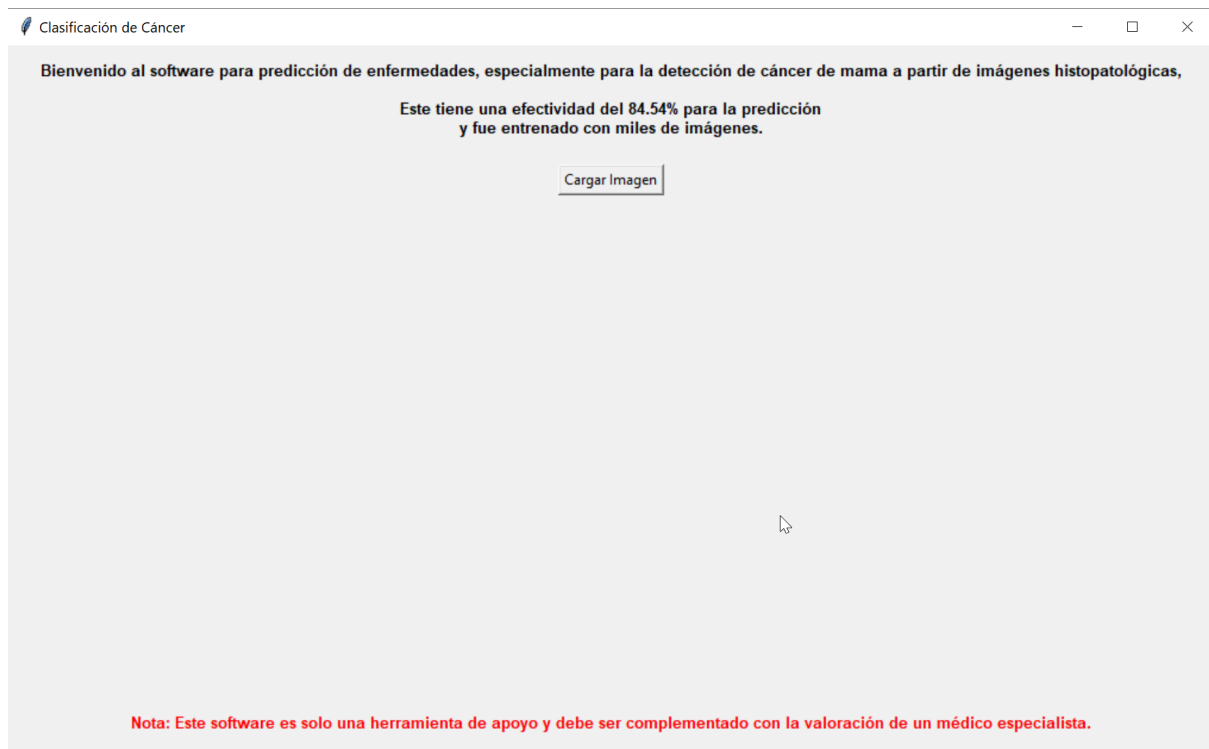 Clasificación de Cáncer
Bienvenido al software para predicción de enfermedades, especialmente para la detección de cáncer de mama a partir de imágenes histopatológicas,
Este tiene una efectividad del 84.54% para la predicción
y fue entrenado con miles de imágenes.
Cargar Imagen
Nota: Este software es solo una herramienta de apoyo y debe ser complementado con la valoración de un médico especialista.